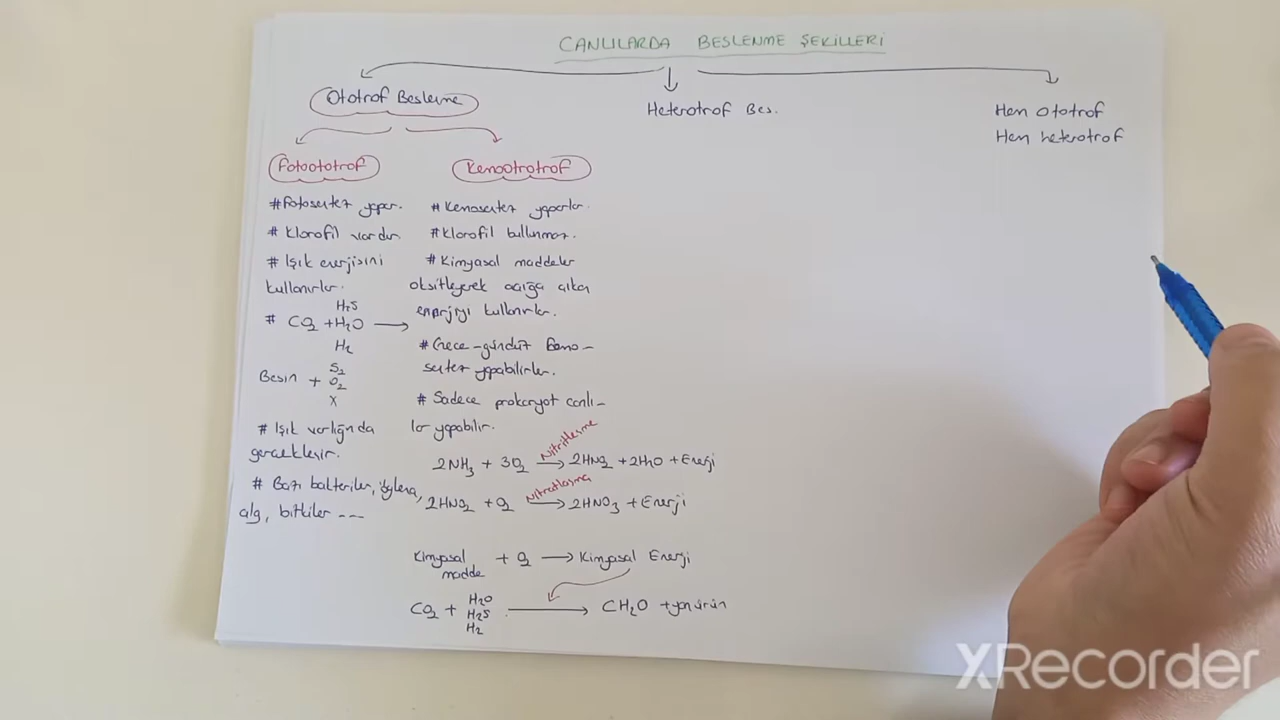 CANLILARDA BESLENME ŞEKİLLERİ
Ototrof Beslenme
Heterotrof Bes.
Hem ototrof
Hem heterotrof
Fotoototrof
Kemoototrof
#Fotosentez yapar.
# Klorofil vardır.
# Işık enerjisini
kullanırlar.
# CO2 + H2S H2O H2 →
Besin + S2 O2 X
# Işık varlığında
gerçekleşir.
# Bazı bakteriler, öglena,
alg, bitkiler ---
# Kemosentez yaparlar.
#Klorofil bulunmaz.
# Kimyasal maddeler
oksitleyerek açığa çıkan
enerjiyi kullanırlar.
# Gece-gündüz kemo-
sentez yapabilirler.
# Sadece prokaryot canlı-
lar yapabilir.
2NH3 + 3O2 → Nitritleşme 2HNO2 + 2H2O + Enerji
2HNO2 + O2 → Nitratlaşma 2HNO3 + Enerji
Kimyasal madde + O2 → Kimyasal Enerji
CO2 + H2O H2S H2 → CH2O + yan ürün
XRecorder